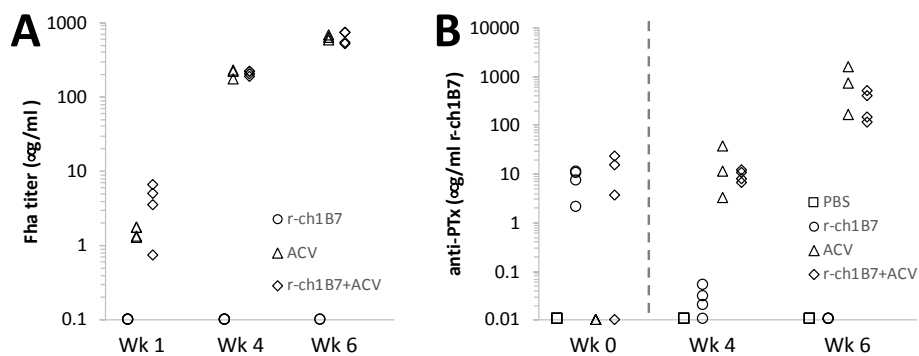 A
Fha titer (αg/ml)
1000
100
10
1
0.1
Wk 1
Wk 4
Wk 6
r-ch1B7
ACV
r-ch1B7+ACV
B
anti-PTx (αg/ml r-ch1B7)
10000
1000
100
10
1
0.1
0.01
Wk 0
Wk 4
Wk 6
PBS
r-ch1B7
ACV
r-ch1B7+ACV